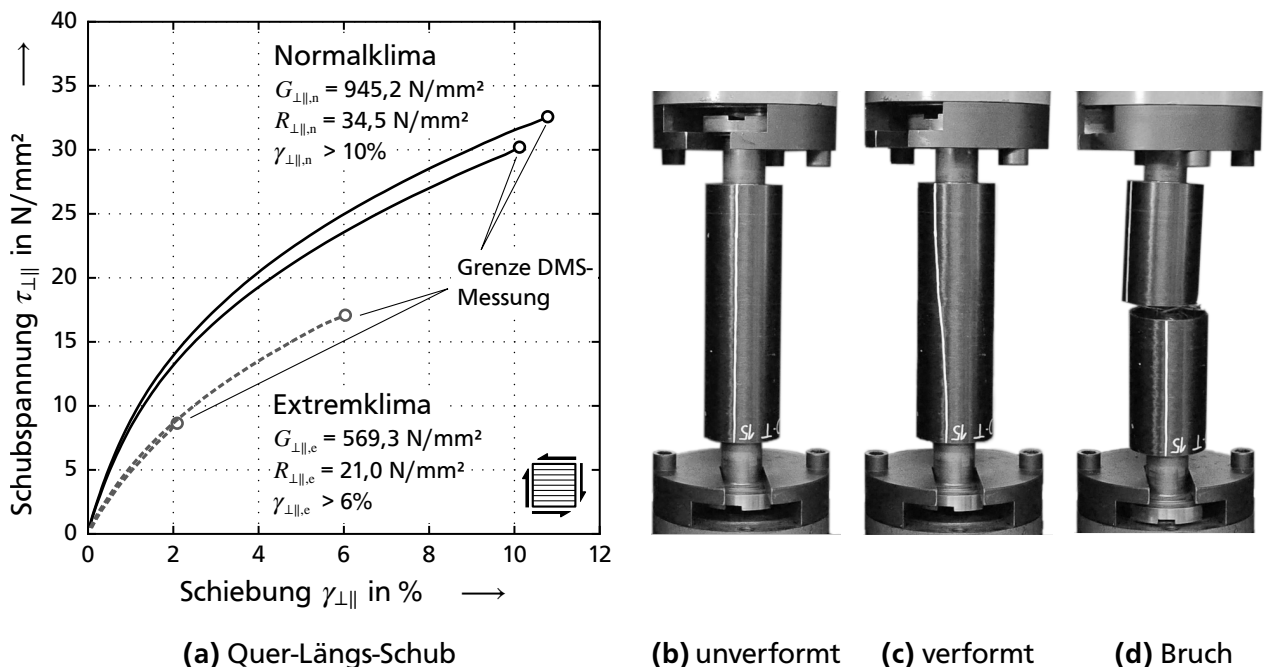 40
35
30
25
20
15
10
5
0
0 2 4 6 8 10 12
Schubspannung τ⊥∥ in N/mm²
Schiebung γ⊥∥ in %
Normalklima
G⊥∥,n = 945,2 N/mm²
R⊥∥,n = 34,5 N/mm²
γ⊥∥,n > 10%
Grenze DMS-
Messung
Extremklima
G⊥∥,e = 569,3 N/mm²
R⊥∥,e = 21,0 N/mm²
γ⊥∥,e > 6%
(a) Quer-Längs-Schub
(b) unverformt
(c) verformt
(d) Bruch